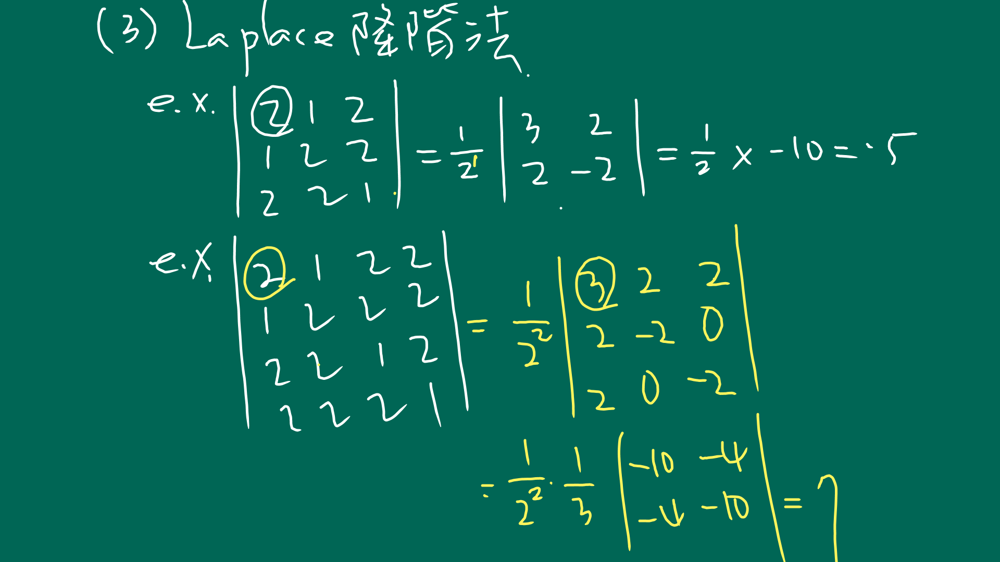 (3) Laplace 降階法.
e.x. | 2 1 2 ; 1 2 2 ; 2 2 1 | = 1/2¹ | 3 2 ; 2 -2 | = 1/2 x -10 = -5
e.x. | 2 1 2 2 ; 1 2 2 2 ; 2 2 1 2 ; 2 2 2 1 | = 1/2² | 3 2 2 ; 2 -2 0 ; 2 0 -2 |
= 1/2² · 1/3 | -10 -4 ; -4 -10 | = 7